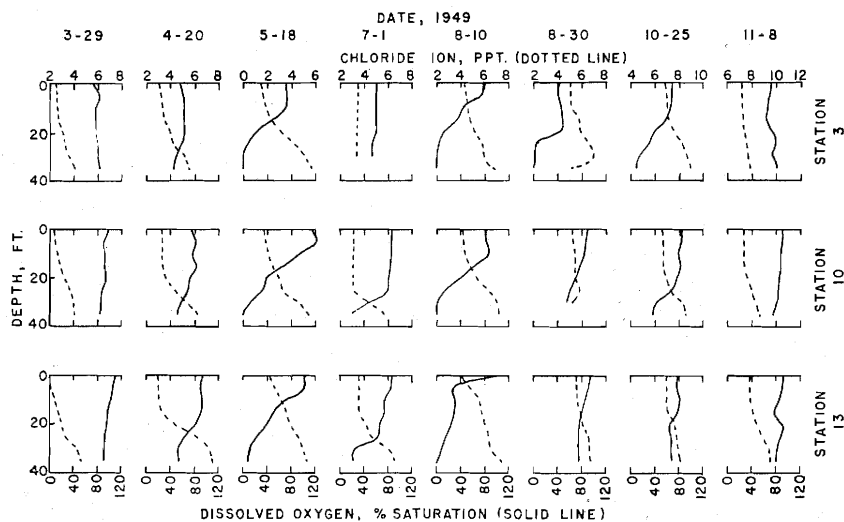 DATE, 1949
3-29 4-20 5-18 7-1 8-10 8-30 10-25 11-8
CHLORIDE ION, PPT. (DOTTED LINE)
2 4 6 8 2 4 6 8 0 2 4 6 2 4 6 8 2 4 6 8 2 4 6 8 4 6 8 10 6 8 10 12
0
20
40
STATION 3
DEPTH, FT.
0
20
40
STATION 10
0
20
40
STATION 13
0 40 80 120 0 40 80 120 0 40 80 120 0 40 80 120 0 40 80 120 0 40 80 120 0 40 80 120 0 40 80 120
DISSOLVED OXYGEN, % SATURATION (SOLID LINE)